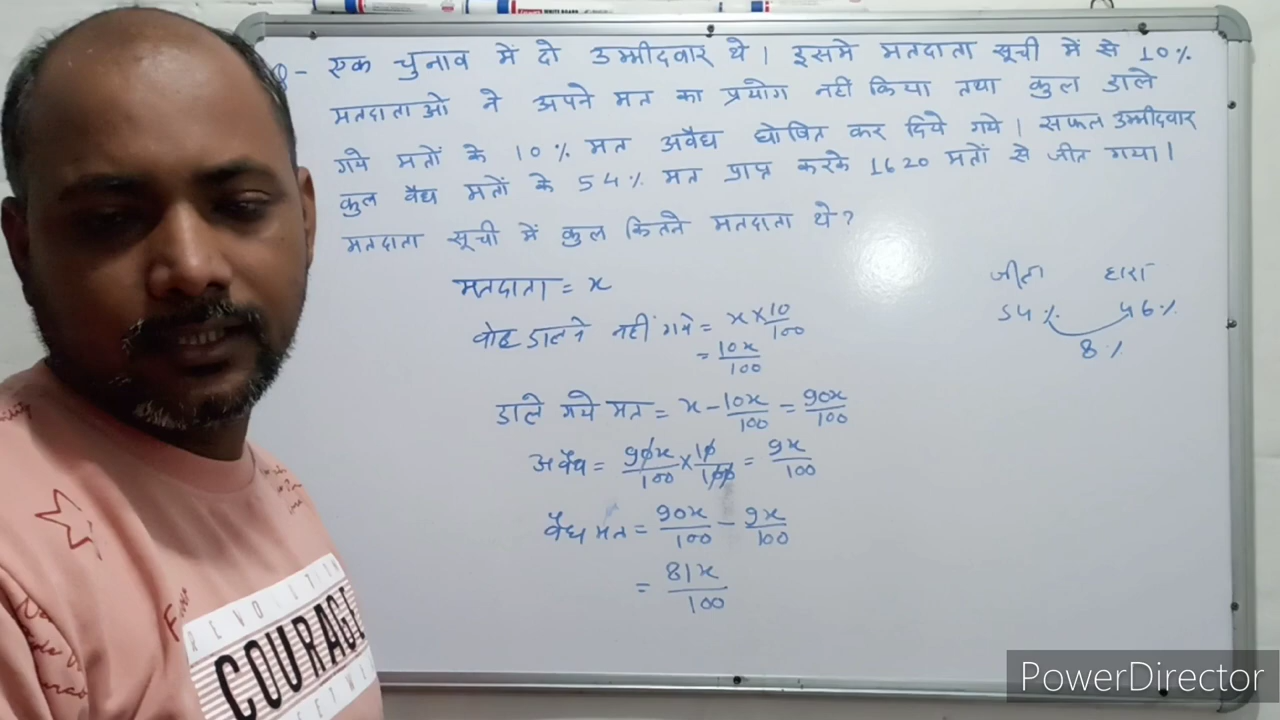 Q- एक चुनाव में दो उम्मीदवार थे। इसमे मतदाता सूची में से 10%
मतदाताओ ने अपने मत का प्रयोग नहीं किया तथा कुल डाले
गये मतों के 10% मत अवैध घोषित कर दिये गये। सफल उम्मीदवार
कुल वैध मतों के 54% मत प्राप्त करके 1620 मतों से जीत गया।
मतदाता सूची में कुल कितने मतदाता थे?
मतदाता = x
वोट डालने नहीं गये = x × 10/100
= 10x/100
डाले गये मत = x - 10x/100 = 90x/100
अवैध = 90x/100 × 10/100 = 9x/100
वैध मत = 90x/100 - 9x/100
= 81x/100
जीता हारा
54% 46%
8%
REVOLUTION
COURAGE
PowerDirector